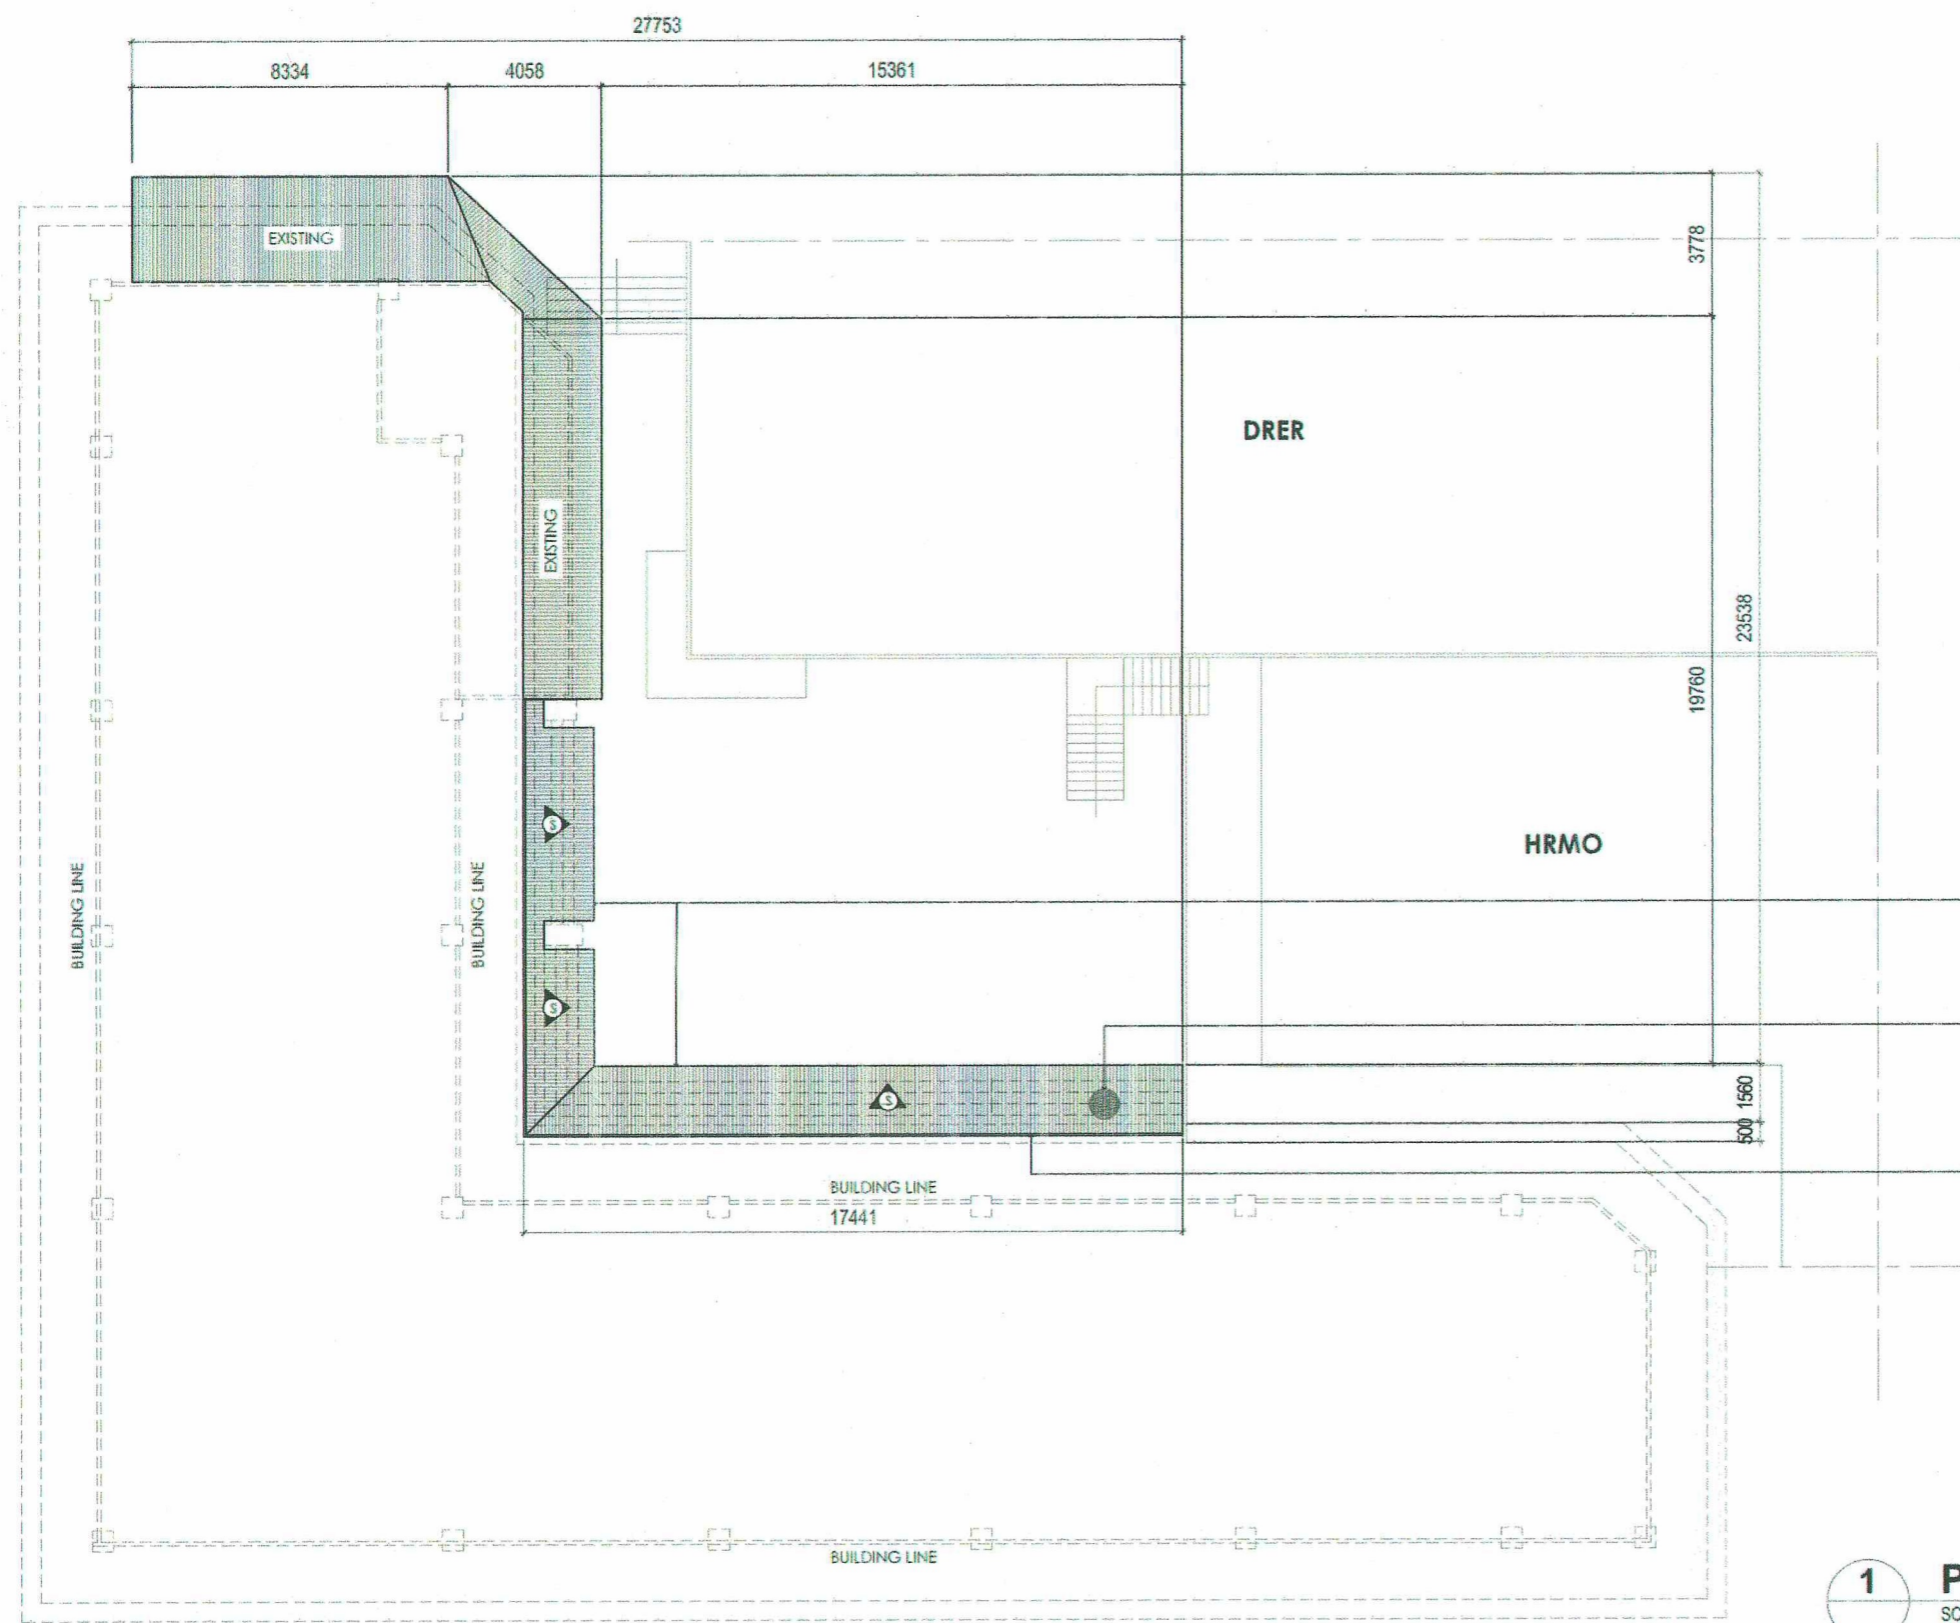 27753
8334
4058
15361
EXISTING
3778
DRER
EXISTING
23538
19760
HRMO
S
BUILDING LINE
BUILDING LINE
S
S
1560
500
BUILDING LINE
17441
BUILDING LINE
1